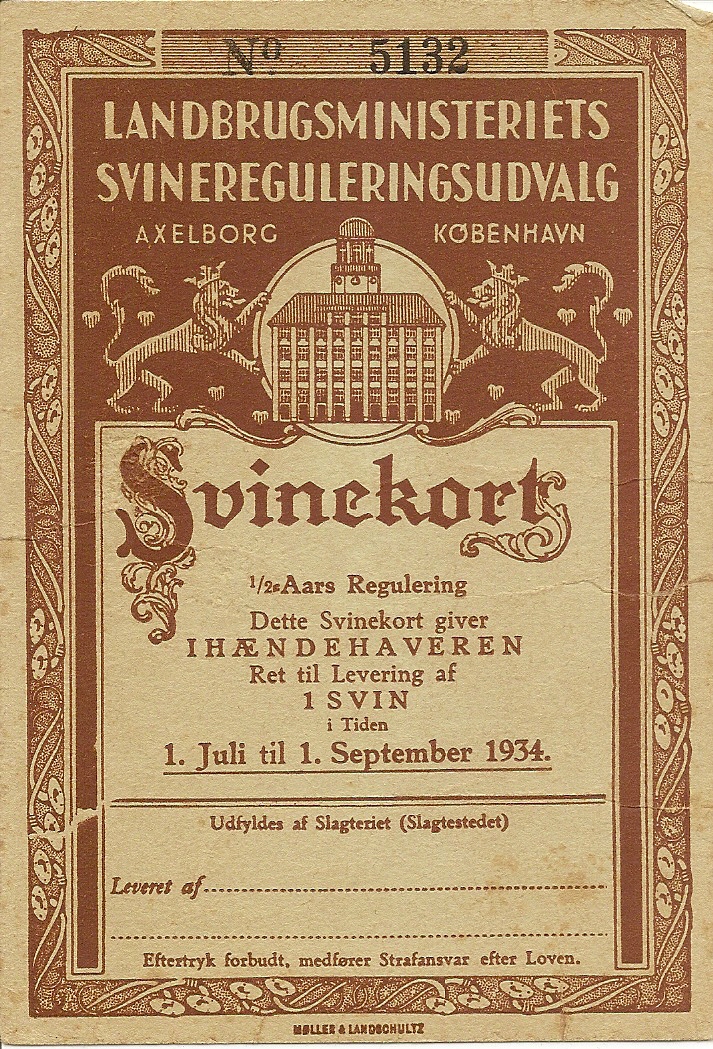 Nº 5132
LANDBRUGSMINISTERIETS
SVINEREGULERINGSUDVALG
AXELBORG KØBENHAVN
Svinekort
1/2-Aars Regulering
Dette Svinekort giver
IHÆNDEHAVEREN
Ret til Levering af
1 SVIN
i Tiden
1. Juli til 1. September 1934.
Udfyldes af Slagteriet (Slagtestedet)
Leveret af
Eftertryk forbudt, medfører Strafansvar efter Loven.
MØLLER & LANDSCHULTZ